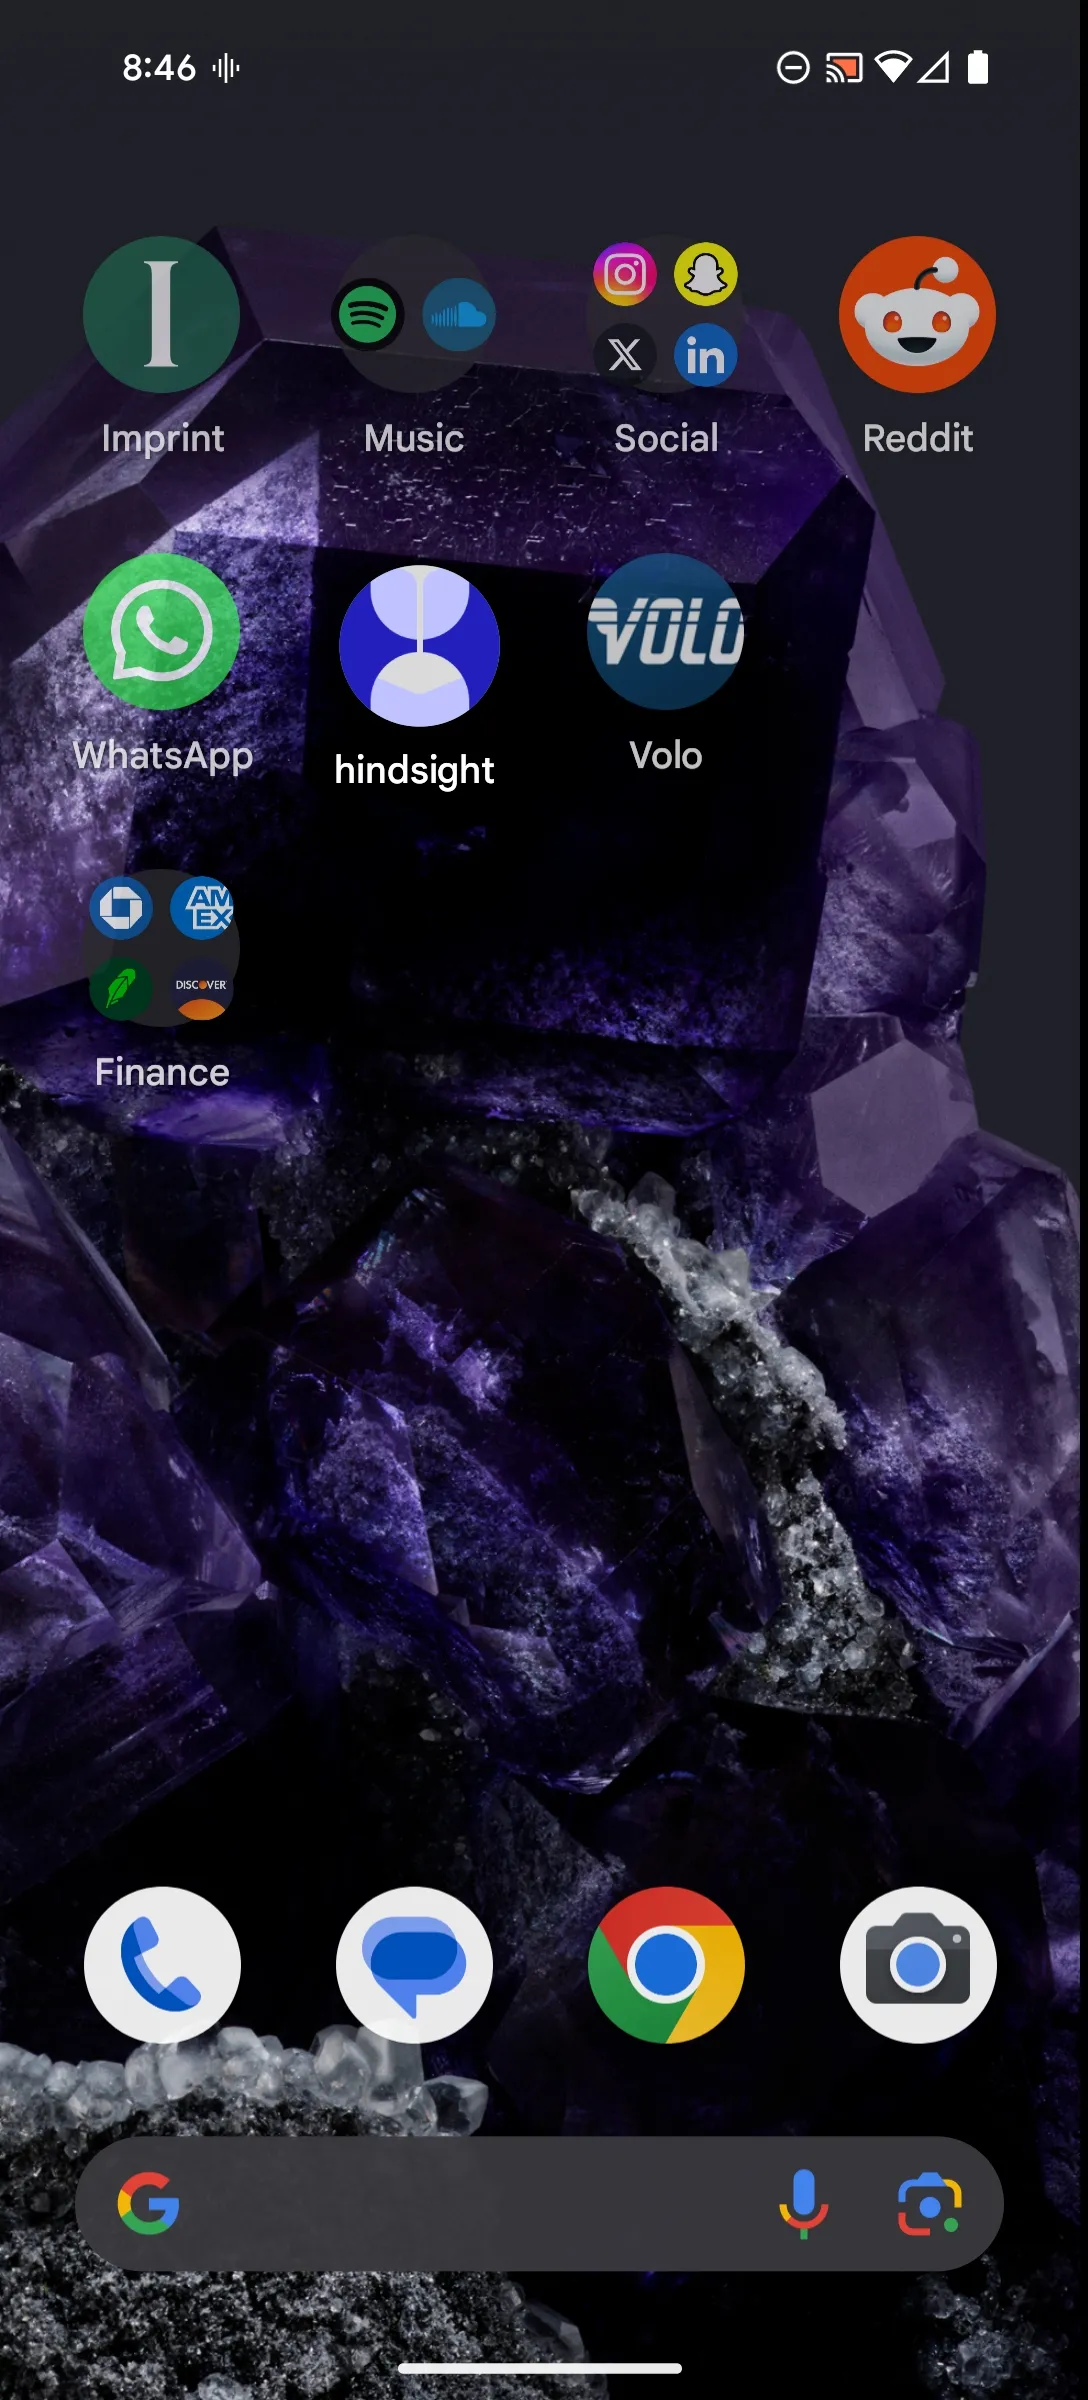 8:46
Imprint
Music
Social
Reddit
WhatsApp
hindsight
VOLO
Volo
AM
EX
DISCOVER
Finance